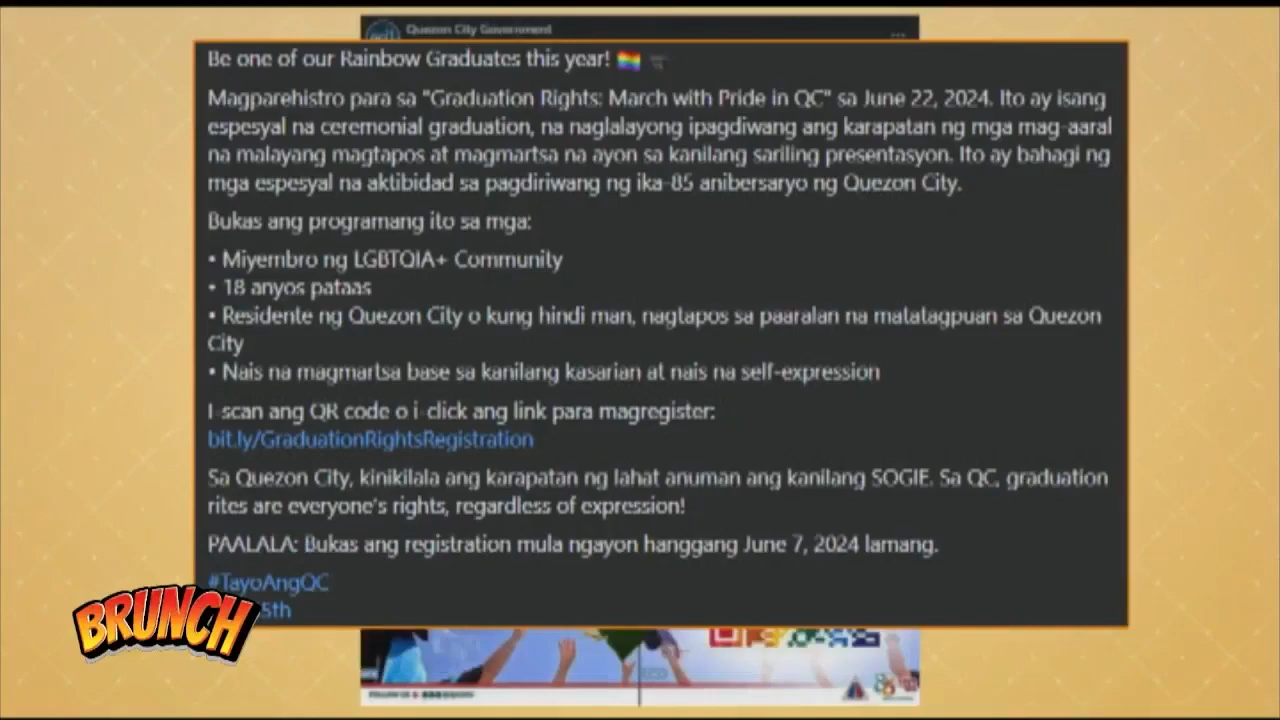 Quezon City Government
Be one of our Rainbow Graduates this year! 🏳️‍🌈
Magparehistro para sa "Graduation Rights: March with Pride in QC" sa June 22, 2024. Ito ay isang
espesyal na ceremonial graduation, na naglalayong ipagdiwang ang karapatan ng mga mag-aaral
na malayang magtapos at magmartsa na ayon sa kanilang sariling presentasyon. Ito ay bahagi ng
mga espesyal na aktibidad sa pagdiriwang ng ika-85 anibersaryo ng Quezon City.
Bukas ang programang ito sa mga:
• Miyembro ng LGBTQIA+ Community
• 18 anyos pataas
• Residente ng Quezon City o kung hindi man, nagtapos sa paaralan na matatagpuan sa Quezon
City
• Nais na magmartsa base sa kanilang kasarian at nais na self-expression
I-scan ang QR code o i-click ang link para magregister:
bit.ly/GraduationRightsRegistration
Sa Quezon City, kinikilala ang karapatan ng lahat anuman ang kanilang SOGIE. Sa QC, graduation
rites are everyone's rights, regardless of expression!
PAALALA: Bukas ang registration mula ngayon hanggang June 7, 2024 lamang.
#TayoAngQC
5th
BRUNCH